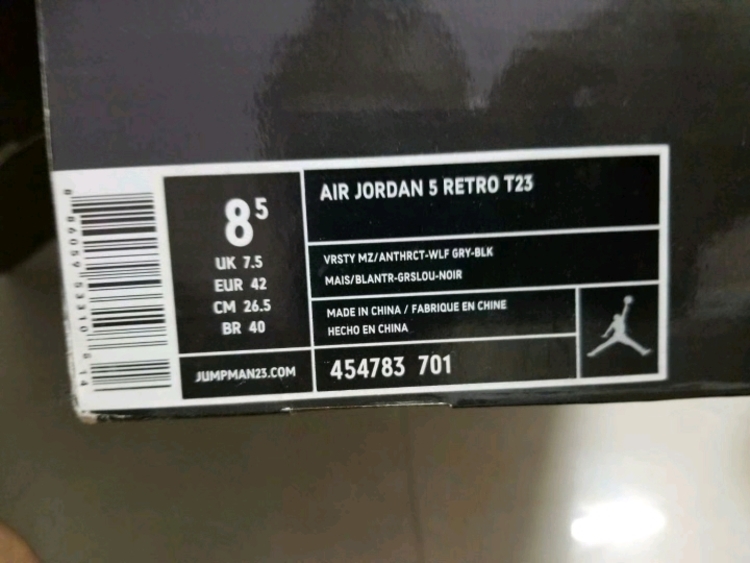 8⁵
UK 7.5
EUR 42
CM 26.5
BR 40
JUMPMAN23.COM
AIR JORDAN 5 RETRO T23
VRSTY MZ/ANTHRCT-WLF GRY-BLK
MAIS/BLANTR-GRSLOU-NOIR
MADE IN CHINA / FABRIQUE EN CHINE
HECHO EN CHINA
454783 701